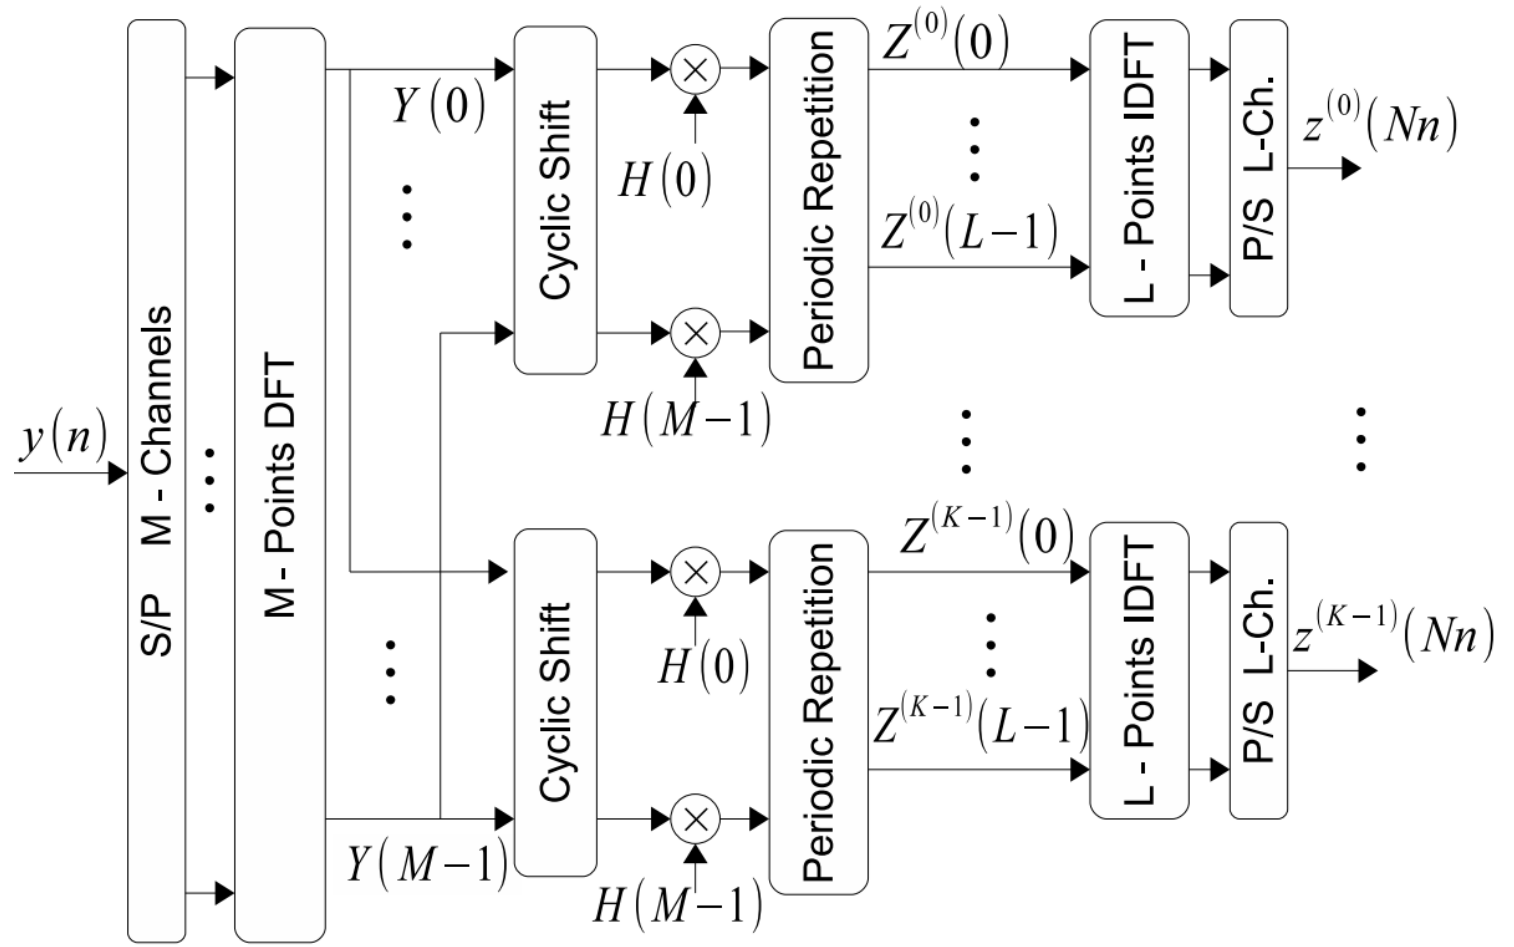 y(n)
S/P M - Channels
M - Points DFT
Y(0)
Cyclic Shift
H(0)
H(M−1)
Periodic Repetition
Z^(0)(0)
Z^(0)(L−1)
L - Points IDFT
P/S L-Ch.
z^(0)(Nn)
Y(M−1)
Cyclic Shift
H(0)
H(M−1)
Periodic Repetition
Z^(K−1)(0)
Z^(K−1)(L−1)
L - Points IDFT
P/S L-Ch.
z^(K−1)(Nn)